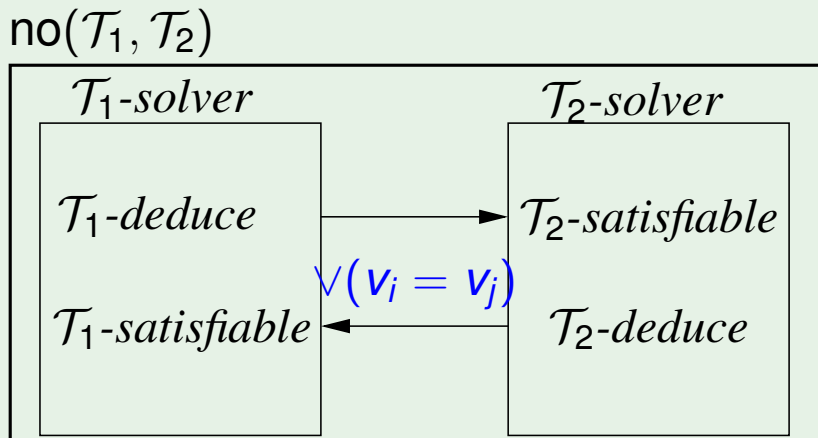 no(𝒯₁, 𝒯₂)
𝒯₁-solver
𝒯₂-solver
𝒯₁-deduce
𝒯₂-satisfiable
∨(vᵢ = vⱼ)
𝒯₁-satisfiable
𝒯₂-deduce